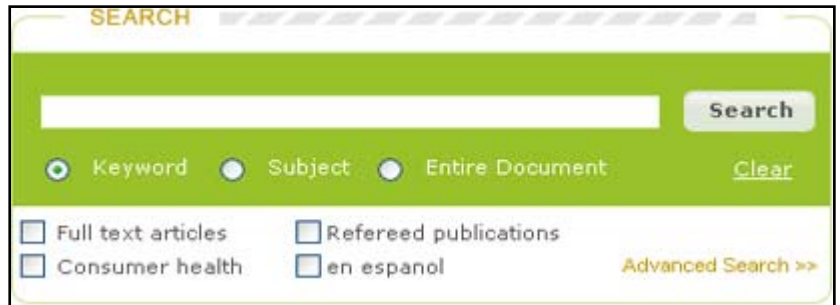 SEARCH
Search
Keyword Subject Entire Document Clear
Full text articles Refereed publications
Consumer health en espanol Advanced Search >>